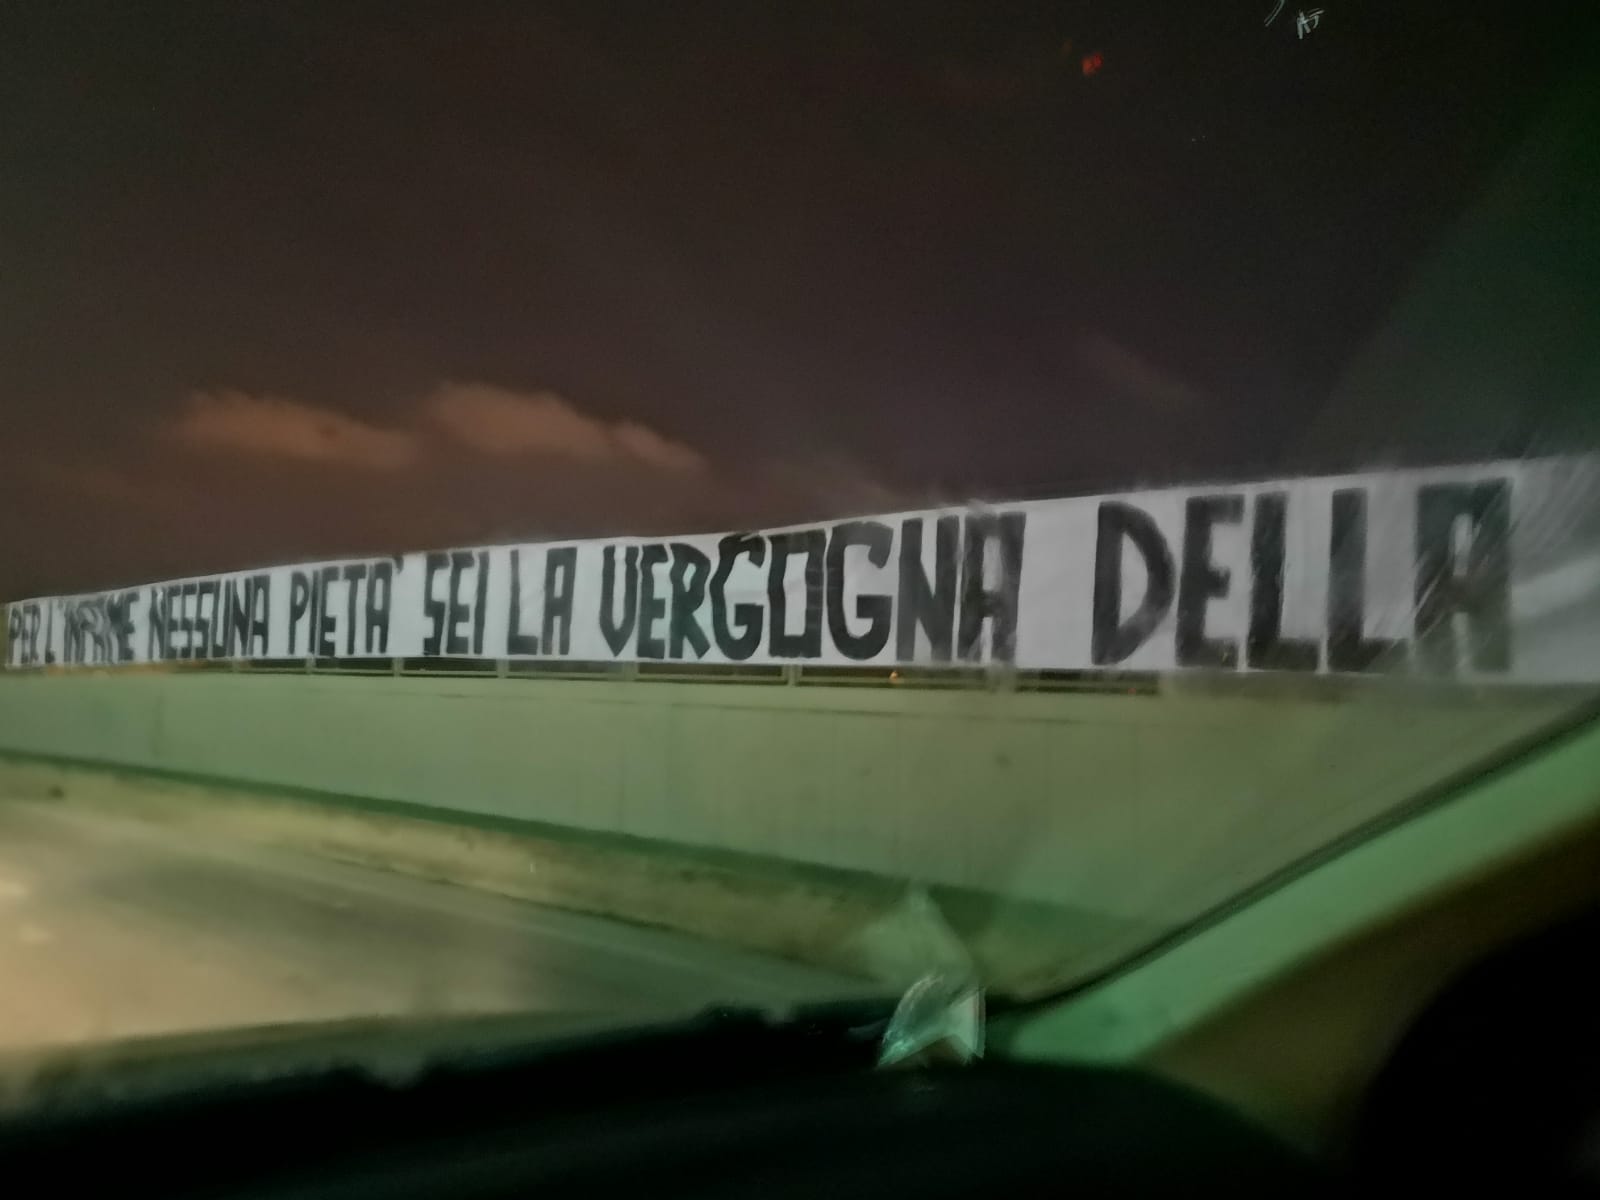 PER L'INFAME NESSUNA PIETA' SEI LA VERGOGNA DELLA